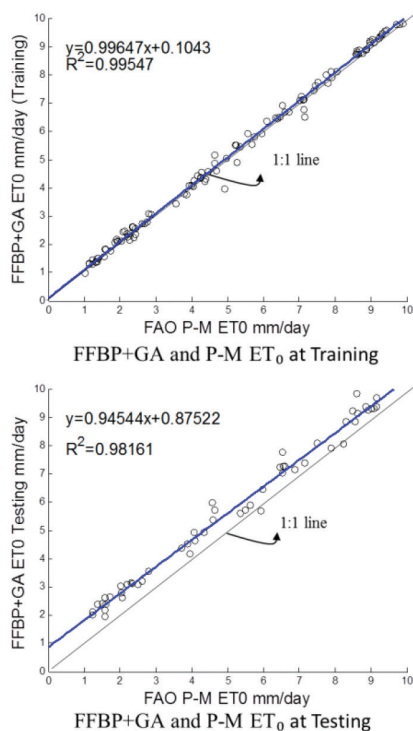 y=0.99647x+0.1043
R²=0.99547
FFBP+GA ET0 mm/day (Training)
10
9
8
7
6
5
4
3
2
1
0
1:1 line
0 1 2 3 4 5 6 7 8 9 10
FAO P-M ET0 mm/day
FFBP+GA and P-M ET₀ at Training
y=0.94544x+0.87522
R²=0.98161
FFBP+GA ET0 Testing mm/day
10
9
8
7
6
5
4
3
2
1
0
1:1 line
0 1 2 3 4 5 6 7 8 9 10
FAO P-M ET0 mm/day
FFBP+GA and P-M ET₀ at Testing